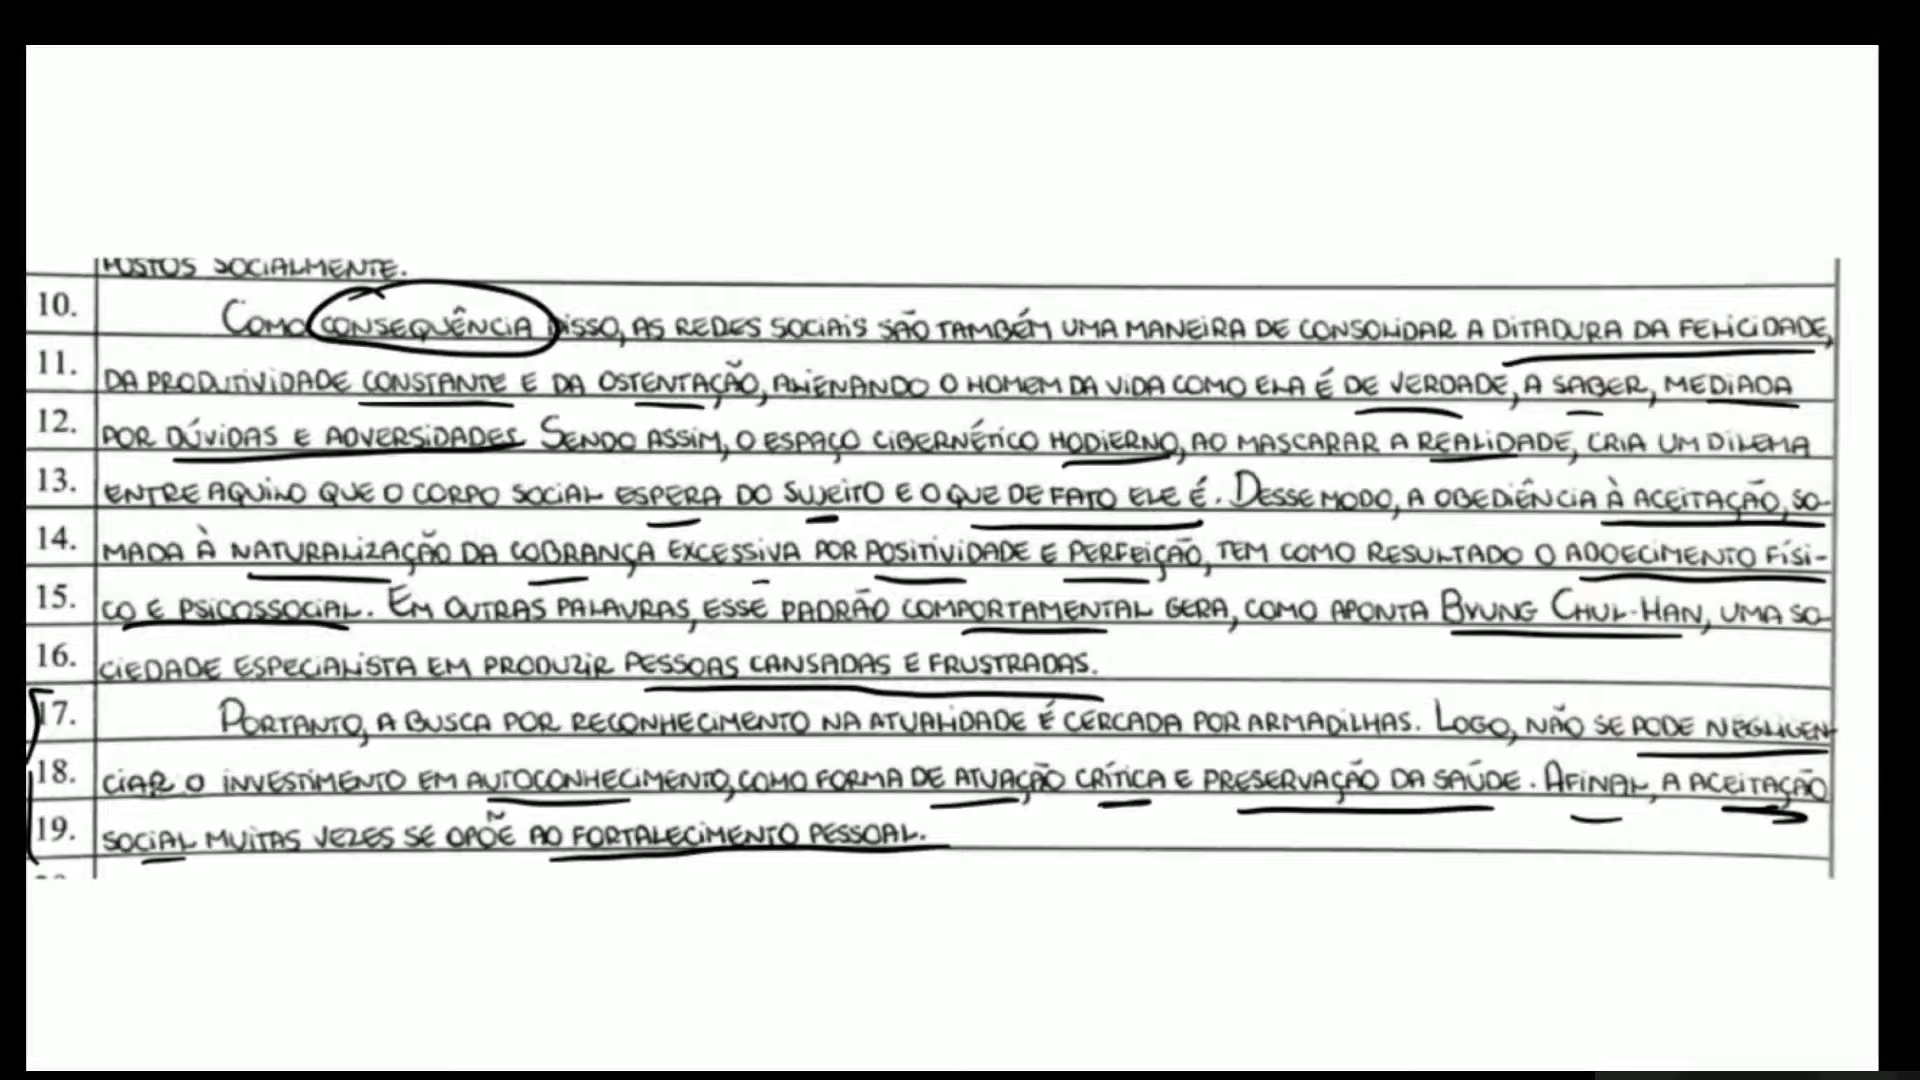 POSTOS SOCIALMENTE.
10. COMO CONSEQUÊNCIA DISSO, AS REDES SOCIAIS SÃO TAMBÉM UMA MANEIRA DE CONSOLIDAR A DITADURA DA FELICIDADE,
11. DA PRODUTIVIDADE CONSTANTE E DA OSTENTAÇÃO, ALIENANDO O HOMEM DA VIDA COMO ELA É DE VERDADE, A SABER, MEDIADA
12. POR DÚVIDAS E ADVERSIDADES. SENDO ASSIM, O ESPAÇO CIBERNÉTICO HODIERNO, AO MASCARAR A REALIDADE, CRIA UM DILEMA
13. ENTRE AQUILO QUE O CORPO SOCIAL ESPERA DO SUJEITO E O QUE DE FATO ELE É. DESSE MODO, A OBEDIÊNCIA À ACEITAÇÃO, SO-
14. MADA À NATURALIZAÇÃO DA COBRANÇA EXCESSIVA POR POSITIVIDADE E PERFEIÇÃO, TEM COMO RESULTADO O ADOECIMENTO FÍSI-
15. CO E PSICOSSOCIAL. EM OUTRAS PALAVRAS, ESSE PADRÃO COMPORTAMENTAL GERA, COMO APONTA BYUNG CHUL-HAN, UMA SO-
16. CIEDADE ESPECIALISTA EM PRODUZIR PESSOAS CANSADAS E FRUSTRADAS.
17. PORTANTO, A BUSCA POR RECONHECIMENTO NA ATUALIDADE É CERCADA POR ARMADILHAS. LOGO, NÃO SE PODE NEGLIGEN-
18. CIAR O INVESTIMENTO EM AUTOCONHECIMENTO, COMO FORMA DE ATUAÇÃO CRÍTICA E PRESERVAÇÃO DA SAÚDE. AFINAL, A ACEITAÇÃO
19. SOCIAL MUITAS VEZES SE OPÕE AO FORTALECIMENTO PESSOAL.